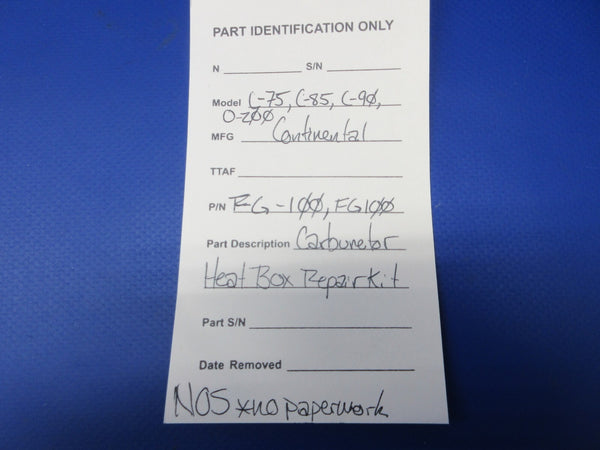 PART IDENTIFICATION ONLY
N S/N
Model C-75, C-85, C-90,
O-200
MFG Continental
TTAF
P/N FG-100, FG100
Part Description Carburetor
Heat Box Repair Kit
Part S/N
Date Removed
NOS *no paperwork